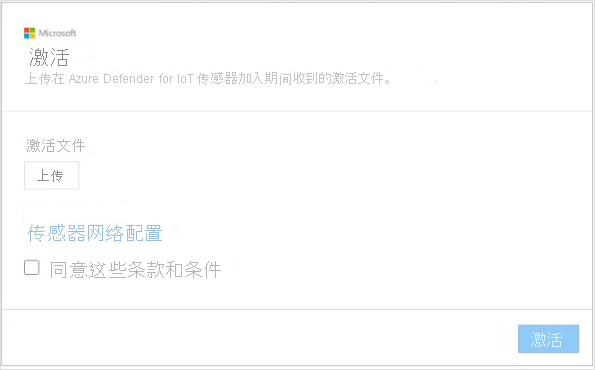 Microsoft
激活
上传在 Azure Defender for IoT 传感器加入期间收到的激活文件。
激活文件
上传
传感器网络配置
同意这些条款和条件
激活